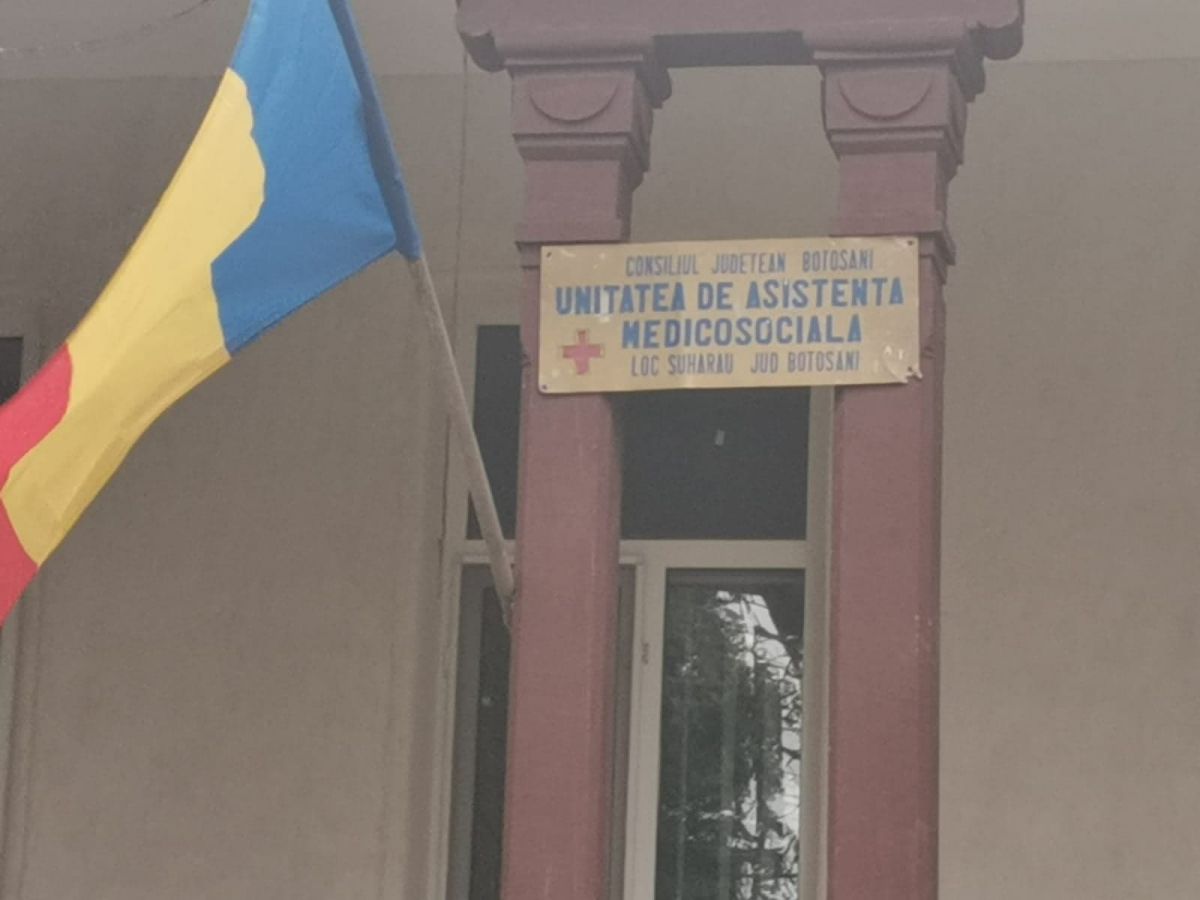 CONSILIUL JUDETEAN BOTOSANI
UNITATEA DE ASISTENTA
MEDICOSOCIALA
LOC SUHARAU JUD BOTOSANI